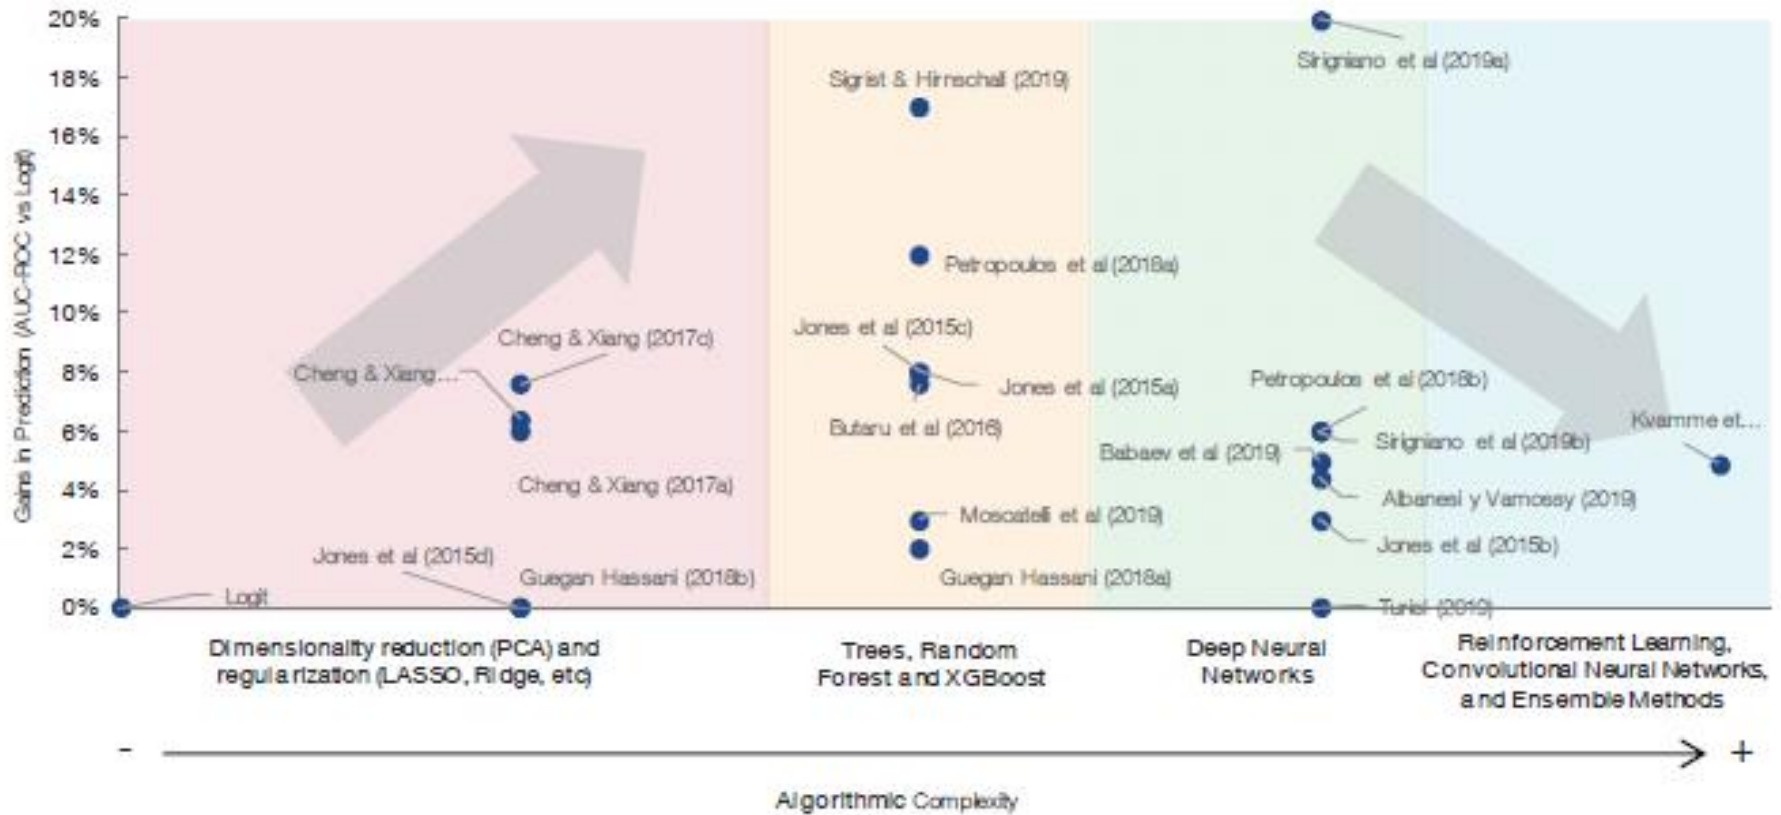 20%
18%
16%
14%
12%
10%
8%
6%
4%
2%
0%
Gains in Prediction (AUC-ROC vs Logit)
Sirigniano et al (2019a)
Sigrist & Hirnschall (2019)
Petropoulos et al (2018a)
Jones et al (2015c)
Cheng & Xiang (2017c)
Cheng & Xiang...
Jones et al (2015a)
Petropoulos et al (2018b)
Butaru et al (2016)
Kvamme et...
Sirigniano et al (2019b)
Babaev et al (2019)
Cheng & Xiang (2017a)
Albanesi y Vamossy (2019)
Moscatelli et al (2019)
Jones et al (2015b)
Jones et al (2015d)
Guegan Hassani (2018b)
Guegan Hassani (2018a)
Logit
Turiel (2019)
Dimensionality reduction (PCA) and
regularization (LASSO, Ridge, etc)
Trees, Random
Forest and XGBoost
Deep Neural
Networks
Reinforcement Learning,
Convolutional Neural Networks,
and Ensemble Methods
- +
Algorithmic Complexity